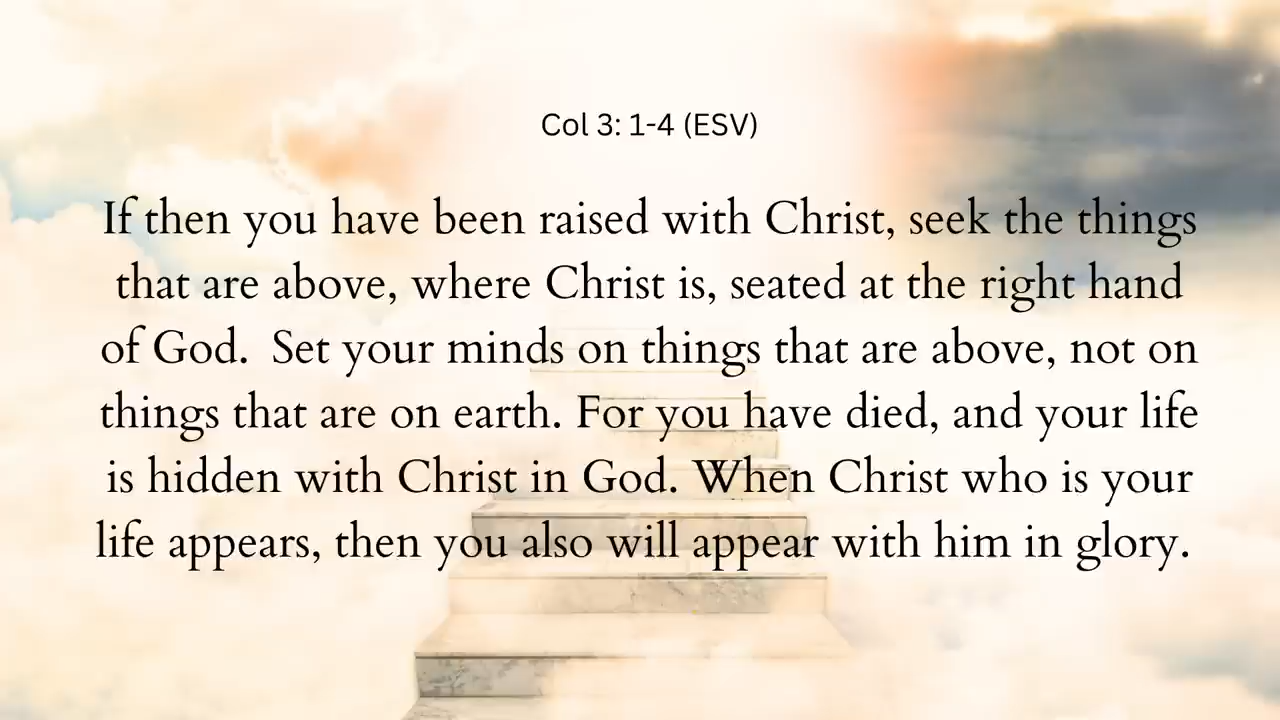 Col 3: 1-4 (ESV)
If then you have been raised with Christ, seek the things
that are above, where Christ is, seated at the right hand
of God.  Set your minds on things that are above, not on
things that are on earth. For you have died, and your life
is hidden with Christ in God. When Christ who is your
life appears, then you also will appear with him in glory.